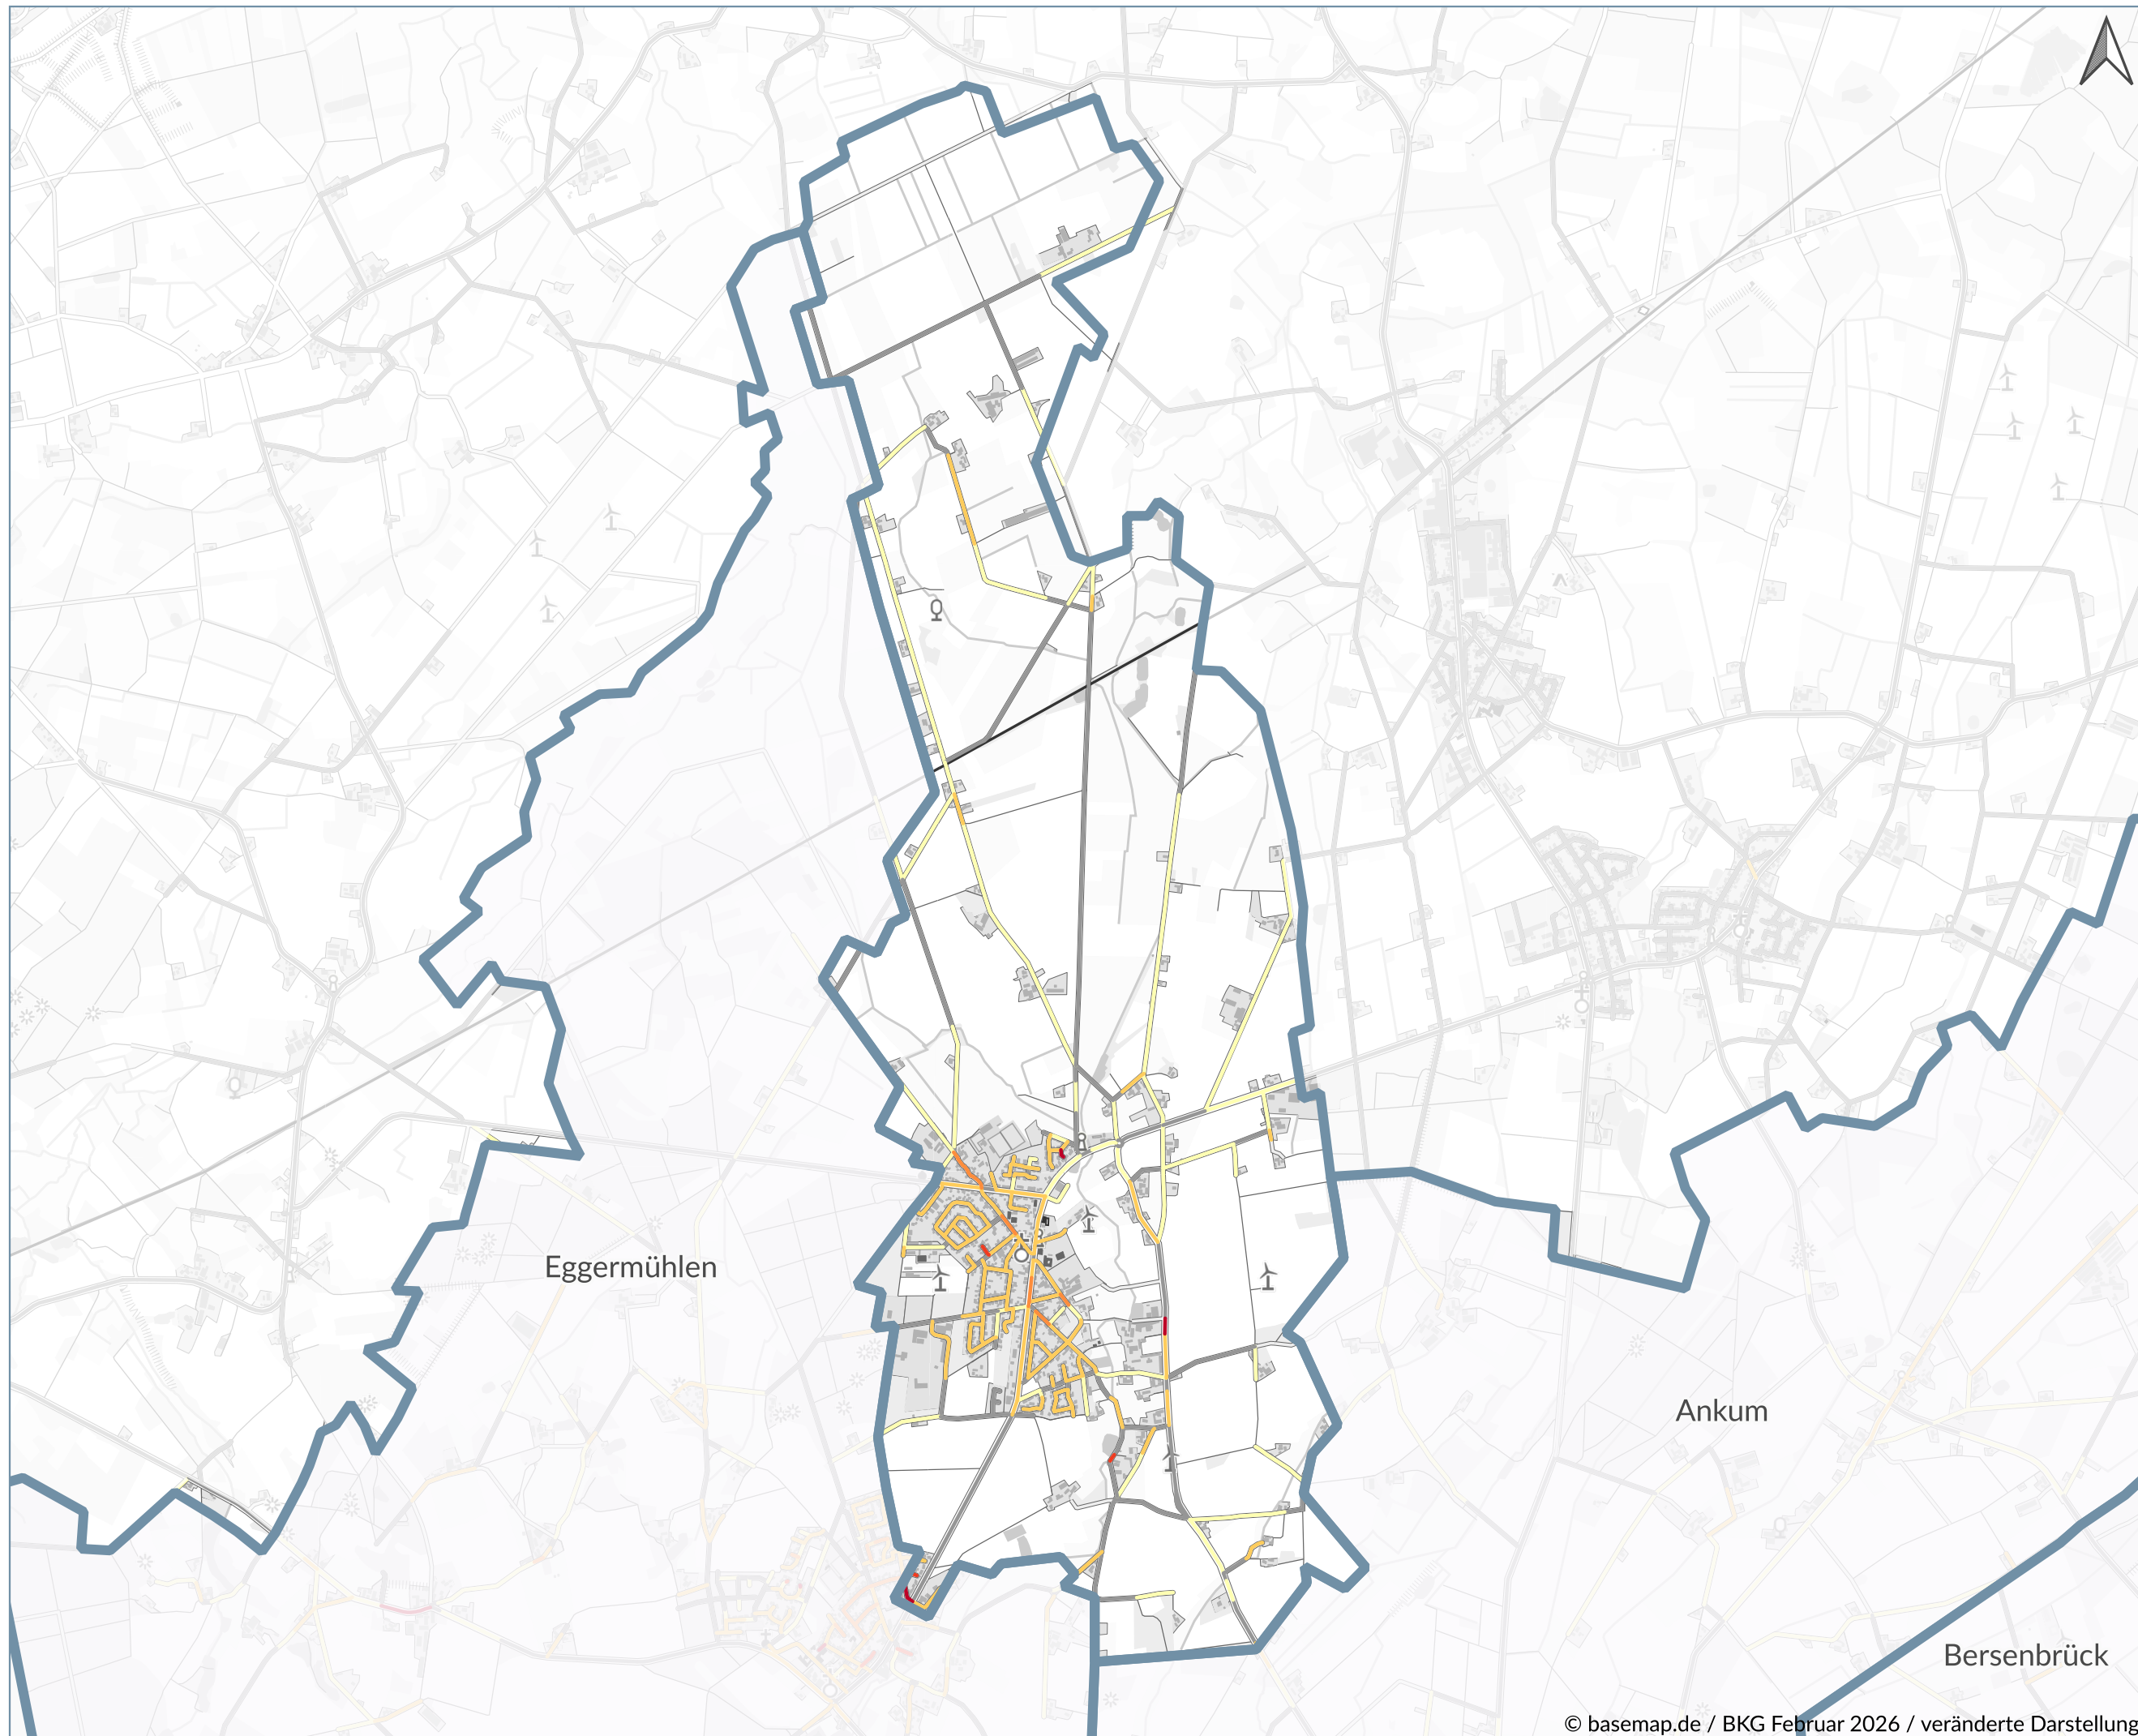 Eggermühlen
Ankum
Bersenbrück
© basemap.de / BKG Februar 2026 / veränderte Darstellung